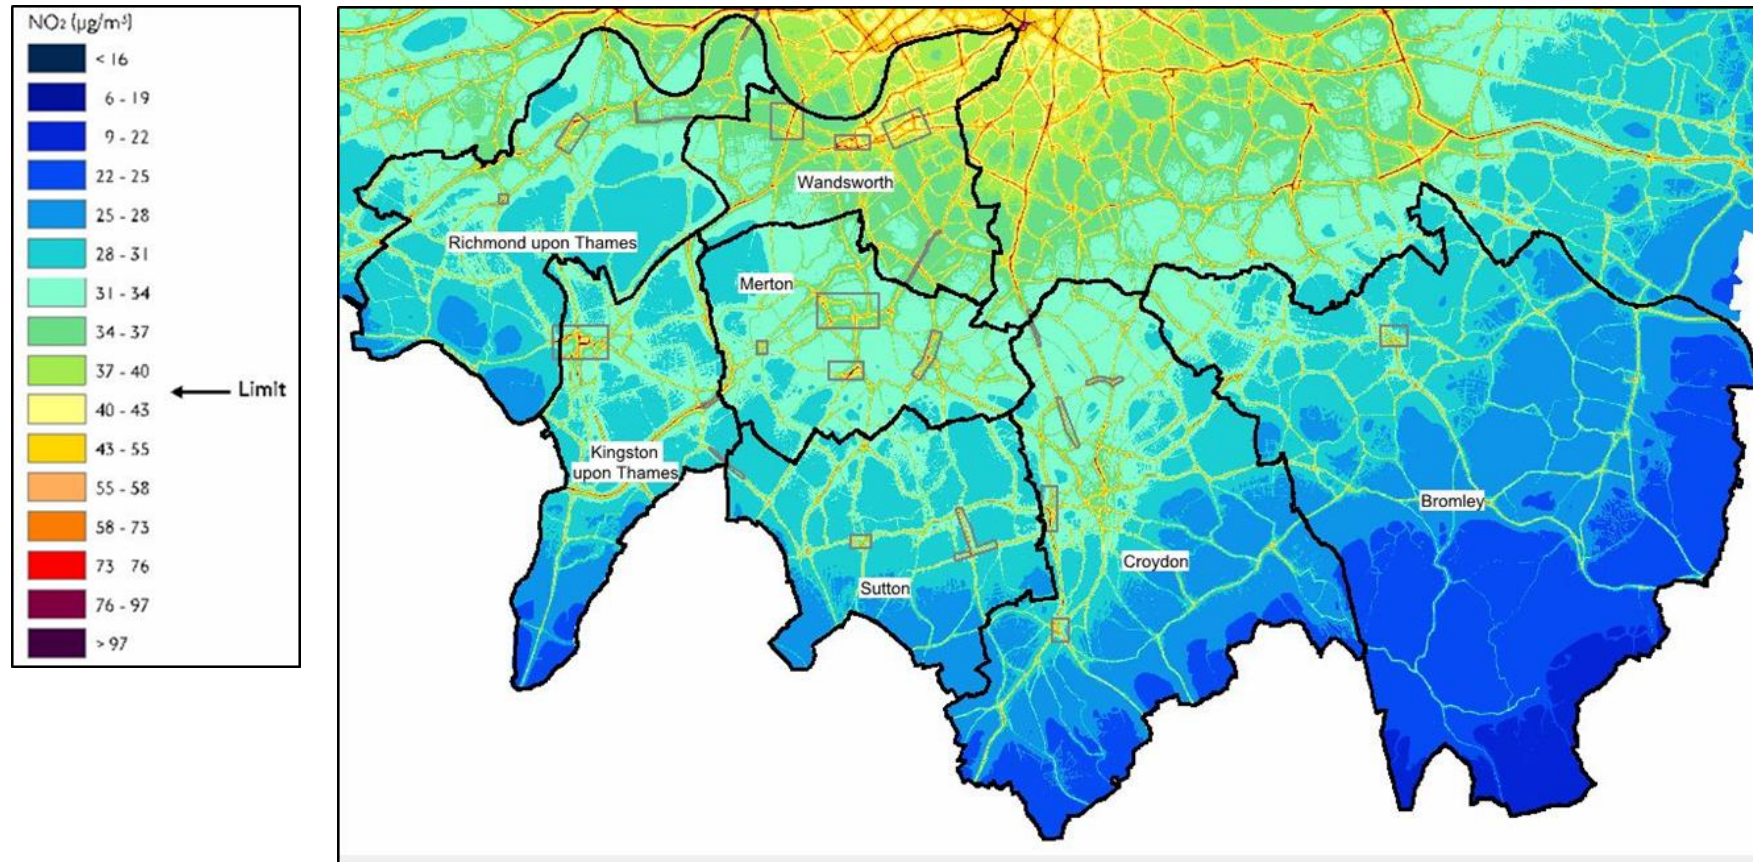 NO₂ (µg/m³)
< 16
6 - 19
9 - 22
22 - 25
25 - 28
28 - 31
31 - 34
34 - 37
37 - 40
Limit
40 - 43
43 - 55
55 - 58
58 - 73
73 - 76
76 - 97
> 97
Wandsworth
Richmond upon Thames
Merton
Kingston
upon Thames
Bromley
Croydon
Sutton